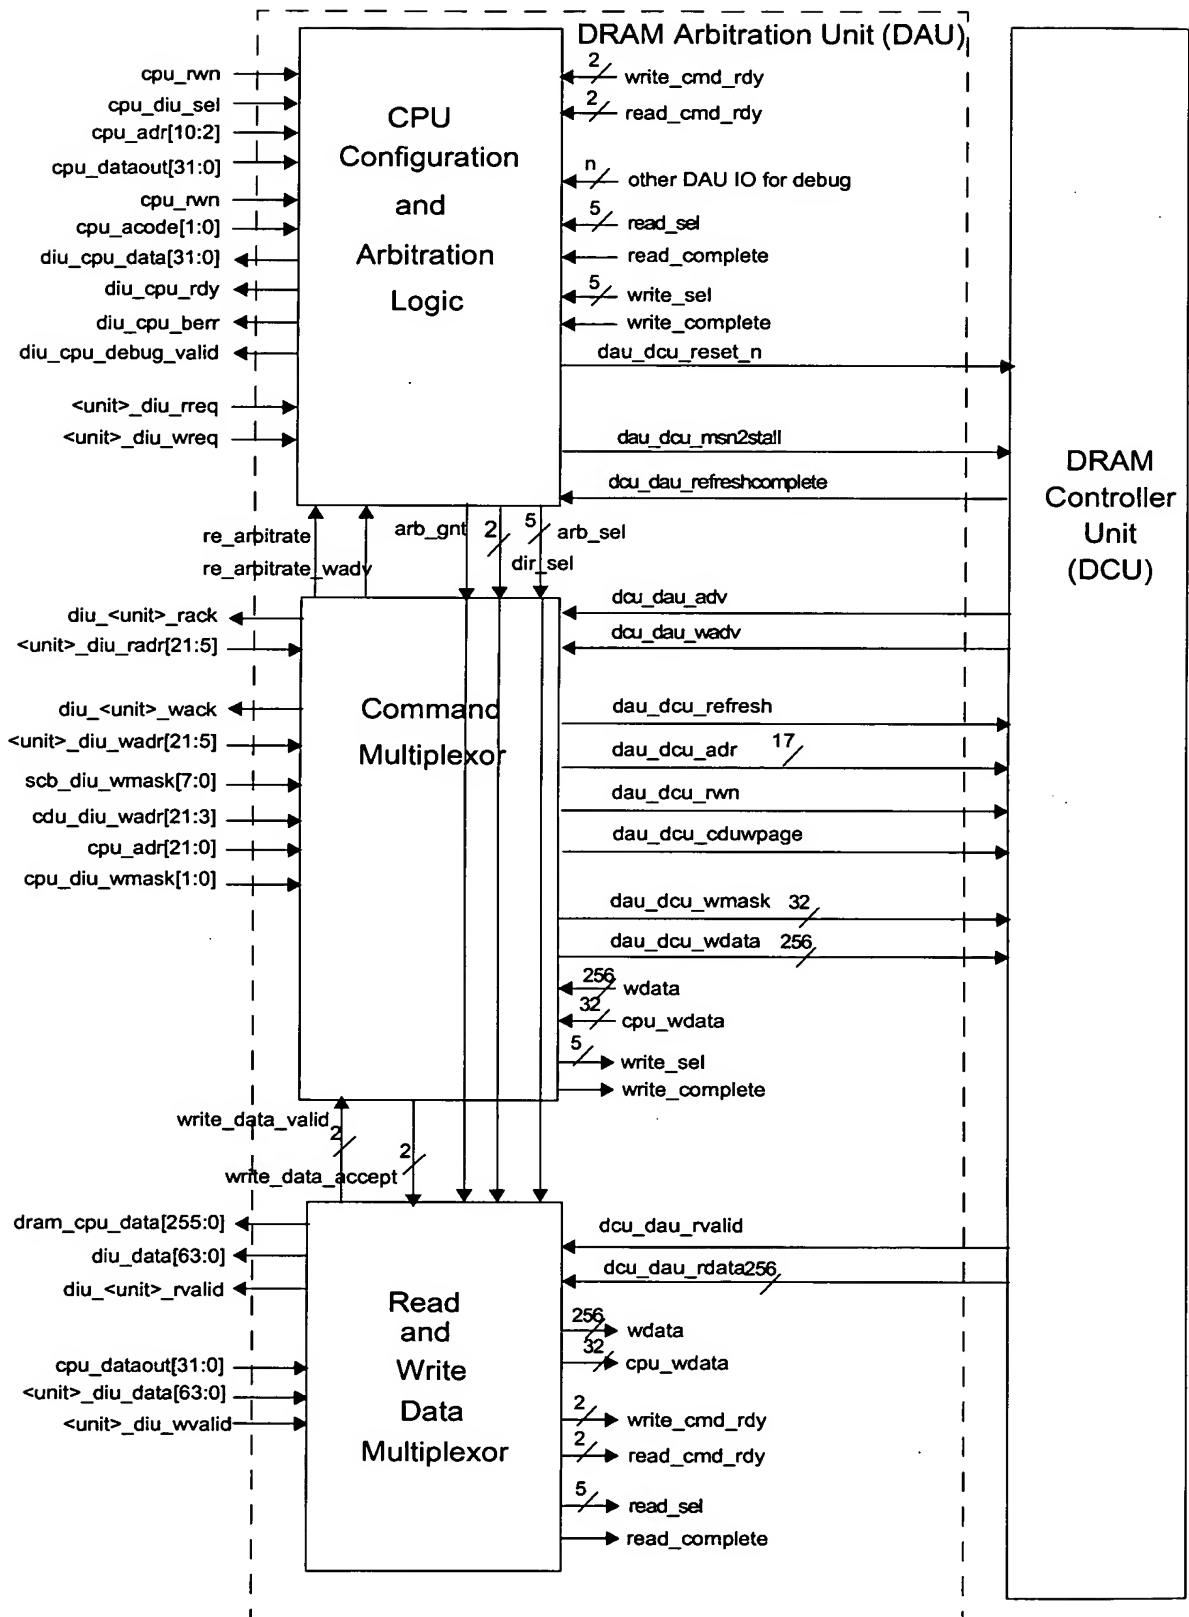 DRAM Arbitration Unit (DAU)
cpu_rwn
cpu_diu_sel
cpu_adr[10:2]
cpu_dataout[31:0]
cpu_rwn
cpu_acode[1:0]
diu_cpu_data[31:0]
diu_cpu_rdy
diu_cpu_berr
diu_cpu_debug_valid
<unit>_diu_rreq
<unit>_diu_wreq
CPU
Configuration
and
Arbitration
Logic
2
write_cmd_rdy
2
read_cmd_rdy
n
other DAU IO for debug
5
read_sel
read_complete
5
write_sel
write_complete
dau_dcu_reset_n
dau_dcu_msn2stall
dcu_dau_refreshcomplete
DRAM
Controller
Unit
(DCU)
re_arbitrate
re_arbitrate_wadv
arb_gnt
2
dir_sel
5
arb_sel
diu_<unit>_rack
<unit>_diu_radr[21:5]
diu_<unit>_wack
<unit>_diu_wadr[21:5]
scb_diu_wmask[7:0]
cdu_diu_wadr[21:3]
cpu_adr[21:0]
cpu_diu_wmask[1:0]
Command
Multiplexor
dcu_dau_adv
dcu_dau_wadv
dau_dcu_refresh
dau_dcu_adr 17
dau_dcu_rwn
dau_dcu_cduwpage
dau_dcu_wmask 32
dau_dcu_wdata 256
256
wdata
32
cpu_wdata
5
write_sel
write_complete
write_data_valid
2
write_data_accept
2
dram_cpu_data[255:0]
diu_data[63:0]
diu_<unit>_rvalid
cpu_dataout[31:0]
<unit>_diu_data[63:0]
<unit>_diu_wvalid
Read
and
Write
Data
Multiplexor
dcu_dau_rvalid
dcu_dau_rdata256
256
wdata
32
cpu_wdata
2
write_cmd_rdy
2
read_cmd_rdy
5
read_sel
read_complete